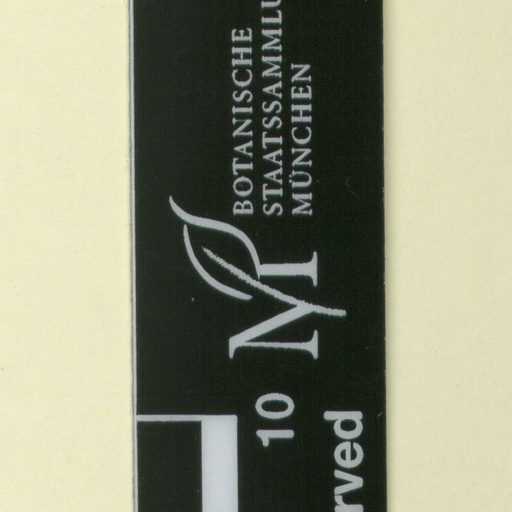 BOTANISCHE
STAATSSAMMLU
MÜNCHEN
10
rved